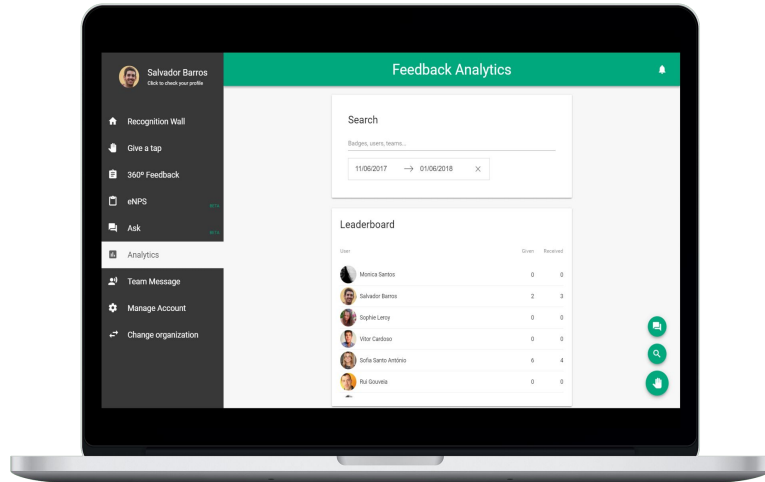 Salvador Barros
Click to check your profile
Feedback Analytics
Recognition Wall
Give a tap
360º Feedback
eNPS
BETA
Ask
BETA
Analytics
Team Message
Manage Account
Change organization
Search
Badges, users, teams...
11/06/2017 → 01/06/2018 X
Leaderboard
User Given Received
Monica Santos 0 0
Salvador Barros 2 3
Sophie Leroy 0 0
Vitor Cardoso 0 0
Sofia Santo António 6 4
Rui Gouveia 0 0